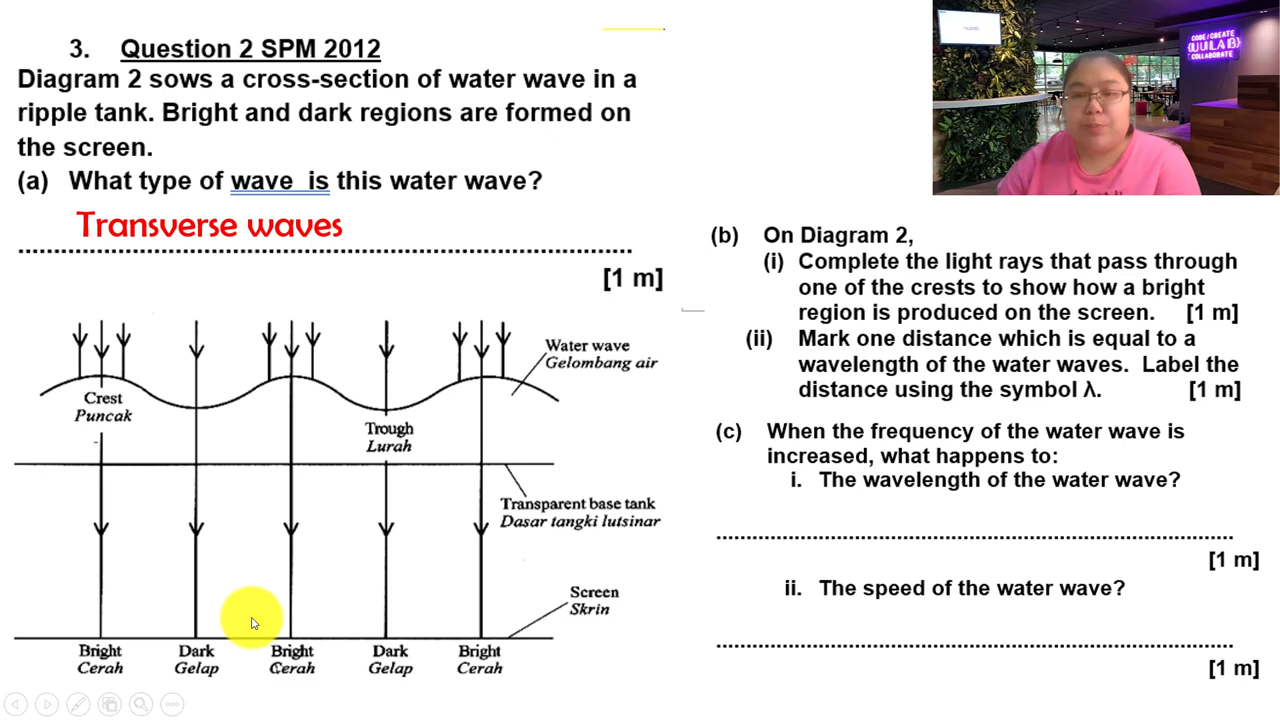 3. Question 2 SPM 2012
Diagram 2 sows a cross-section of water wave in a
ripple tank. Bright and dark regions are formed on
the screen.
(a) What type of wave is this water wave?
Transverse waves
[1 m]
Water wave
Gelombang air
Crest
Puncak
Trough
Lurah
Transparent base tank
Dasar tangki lutsinar
Screen
Skrin
Bright Dark Bright Dark Bright
Cerah Gelap Cerah Gelap Cerah
CODE/CREATE
{UULAB}
COLLABORATE
(b) On Diagram 2,
(i) Complete the light rays that pass through
one of the crests to show how a bright
region is produced on the screen. [1 m]
(ii) Mark one distance which is equal to a
wavelength of the water waves. Label the
distance using the symbol λ. [1 m]
(c) When the frequency of the water wave is
increased, what happens to:
i. The wavelength of the water wave?
[1 m]
ii. The speed of the water wave?
[1 m]